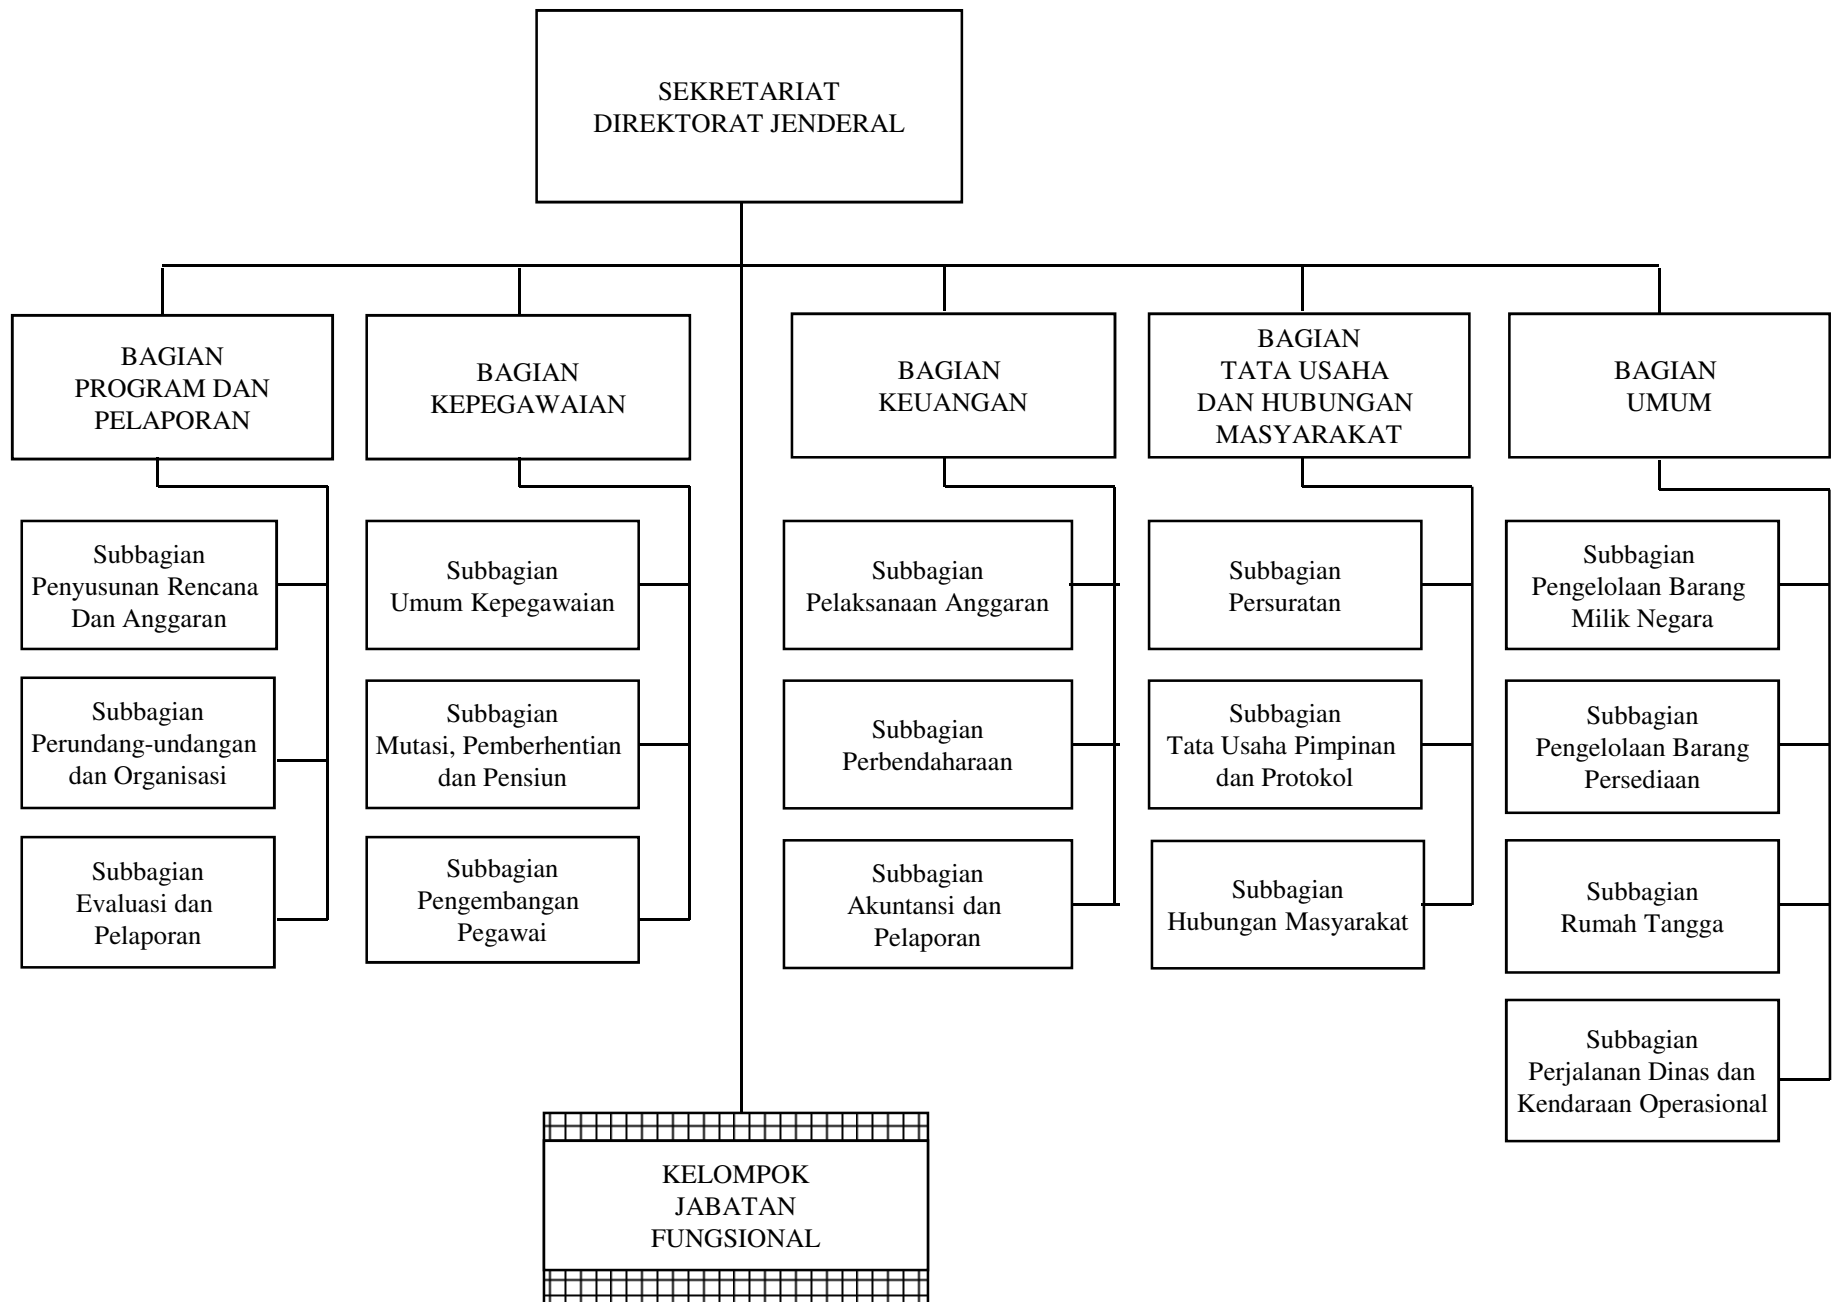 SEKRETARIAT
DIREKTORAT JENDERAL
BAGIAN
PROGRAM DAN
PELAPORAN
BAGIAN
KEPEGAWAIAN
BAGIAN
KEUANGAN
BAGIAN
TATA USAHA
DAN HUBUNGAN
MASYARAKAT
BAGIAN
UMUM
Subbagian
Penyusunan Rencana
Dan Anggaran
Subbagian
Umum Kepegawaian
Subbagian
Pelaksanaan Anggaran
Subbagian
Persuratan
Subbagian
Pengelolaan Barang
Milik Negara
Subbagian
Perundang-undangan
dan Organisasi
Subbagian
Mutasi, Pemberhentian
dan Pensiun
Subbagian
Perbendaharaan
Subbagian
Tata Usaha Pimpinan
dan Protokol
Subbagian
Pengelolaan Barang
Persediaan
Subbagian
Evaluasi dan
Pelaporan
Subbagian
Pengembangan
Pegawai
Subbagian
Akuntansi dan
Pelaporan
Subbagian
Hubungan Masyarakat
Subbagian
Rumah Tangga
Subbagian
Perjalanan Dinas dan
Kendaraan Operasional
KELOMPOK
JABATAN
FUNGSIONAL